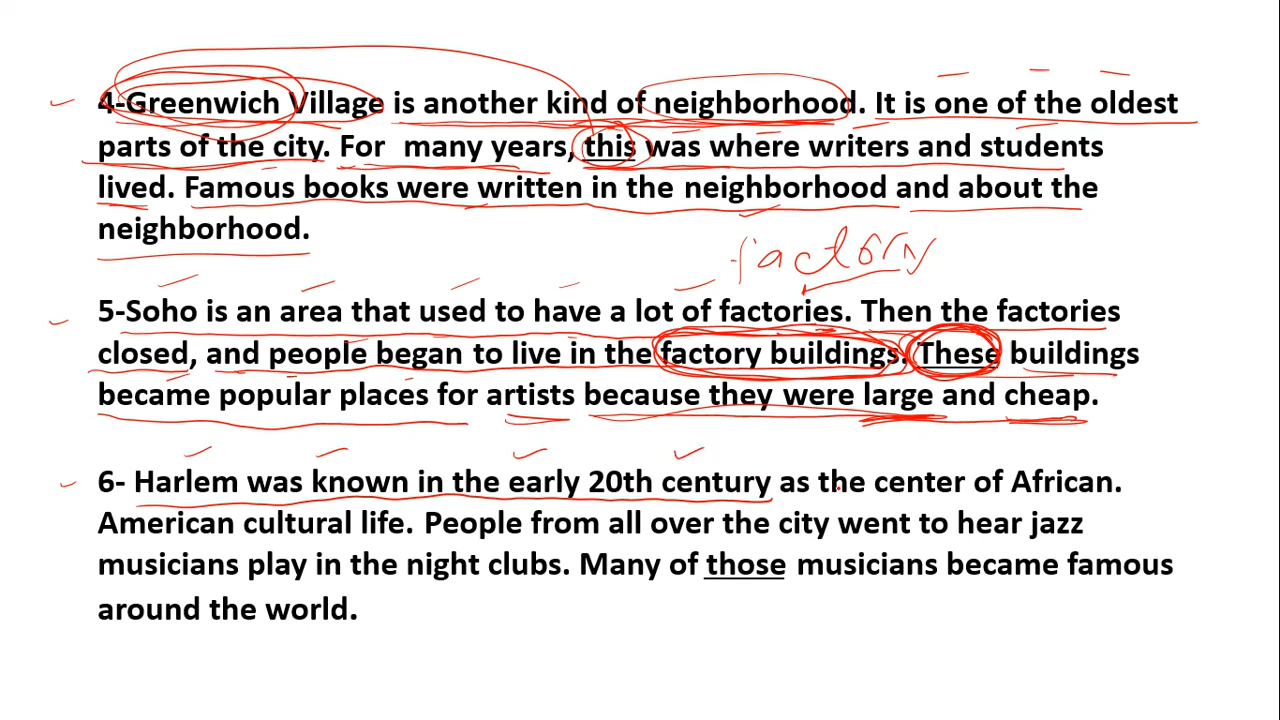 4-Greenwich Village is another kind of neighborhood. It is one of the oldest
parts of the city. For many years, this was where writers and students
lived. Famous books were written in the neighborhood and about the
neighborhood.
factory
5-Soho is an area that used to have a lot of factories. Then the factories
closed, and people began to live in the factory buildings. These buildings
became popular places for artists because they were large and cheap.
6- Harlem was known in the early 20th century as the center of African.
American cultural life. People from all over the city went to hear jazz
musicians play in the night clubs. Many of those musicians became famous
around the world.